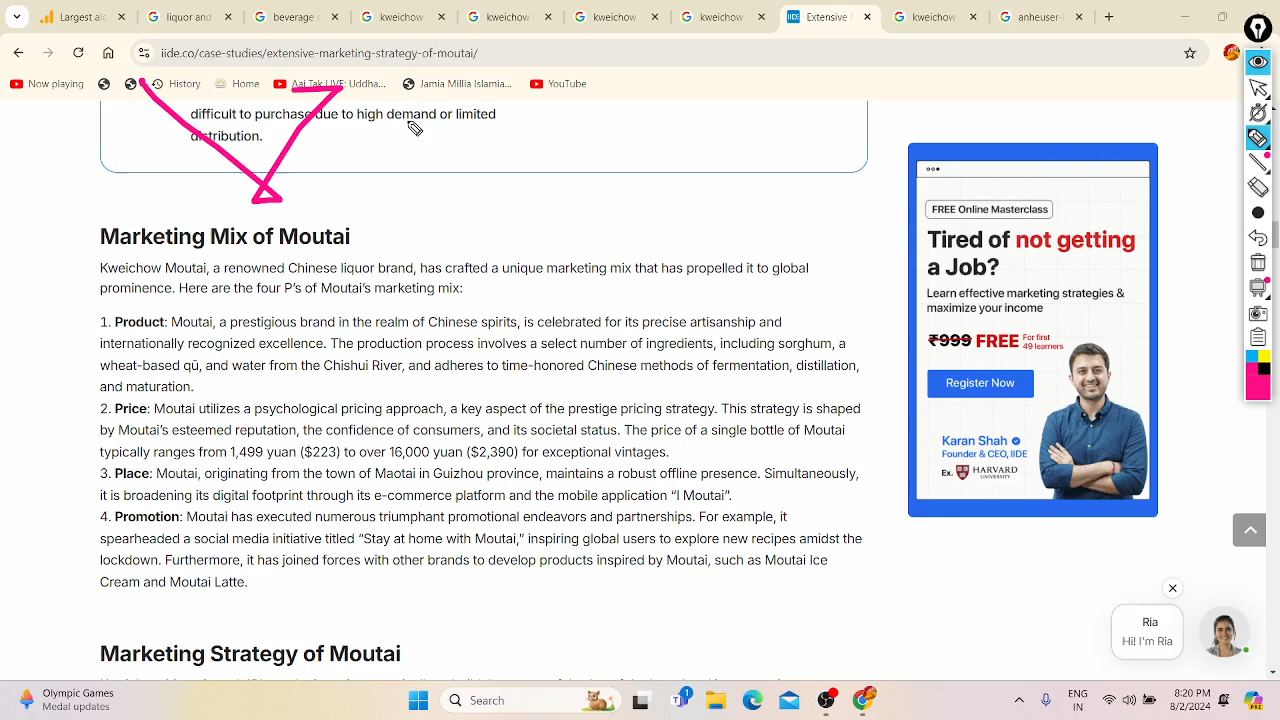 Langestic
liquor dist
beverage
kweichow
kweichow
kweichow
kweichow
Extensive
kweichow
anheuser-
iide.co/case-studies/extensive-marketing-strategy-of-moutai/
Now playing
History
Home
Aaj Tak LIVE: Uddha...
Jamia Millia Islamia...
YouTube
difficult to purchase due to high demand or limited
distribution.
Marketing Mix of Moutai
Kweichow Moutai, a renowned Chinese liquor brand, has crafted a unique marketing mix that has propelled it to global
prominence. Here are the four P's of Moutai's marketing mix:
1. Product: Moutai, a prestigious brand in the realm of Chinese spirits, is celebrated for its precise artisanship and
internationally recognized excellence. The production process involves a select number of ingredients, including sorghum, a
wheat-based qū, and water from the Chishui River, and adheres to time-honored Chinese methods of fermentation, distillation,
and maturation.
2. Price: Moutai utilizes a psychological pricing approach, a key aspect of the prestige pricing strategy. This strategy is shaped
by Moutai's esteemed reputation, the confidence of consumers, and its societal status. The price of a single bottle of Moutai
typically ranges from 1,499 yuan ($223) to over 16,000 yuan ($2,390) for exceptional vintages.
3. Place: Moutai, originating from the town of Maotai in Guizhou province, maintains a robust offline presence. Simultaneously,
it is broadening its digital footprint through its e-commerce platform and the mobile application "I Moutai".
4. Promotion: Moutai has executed numerous triumphant promotional endeavors and partnerships. For example, it
spearheaded a social media initiative titled "Stay at home with Moutai," inspiring global users to explore new recipes amidst the
lockdown. Furthermore, it has joined forces with other brands to develop products inspired by Moutai, such as Moutai Ice
Cream and Moutai Latte.
Marketing Strategy of Moutai
FREE Online Masterclass
Tired of not getting
a Job?
Learn effective marketing strategies &
maximize your income
₹999 FREE For first
49 learners
Register Now
Karan Shah
Founder & CEO, IIDE
Ex. HARVARD
UNIVERSITY
Ria
Hi! I'm Ria
Olympic Games
Medal updates
Search
1
ENG
IN
8:20 PM
8/2/2024
PRE